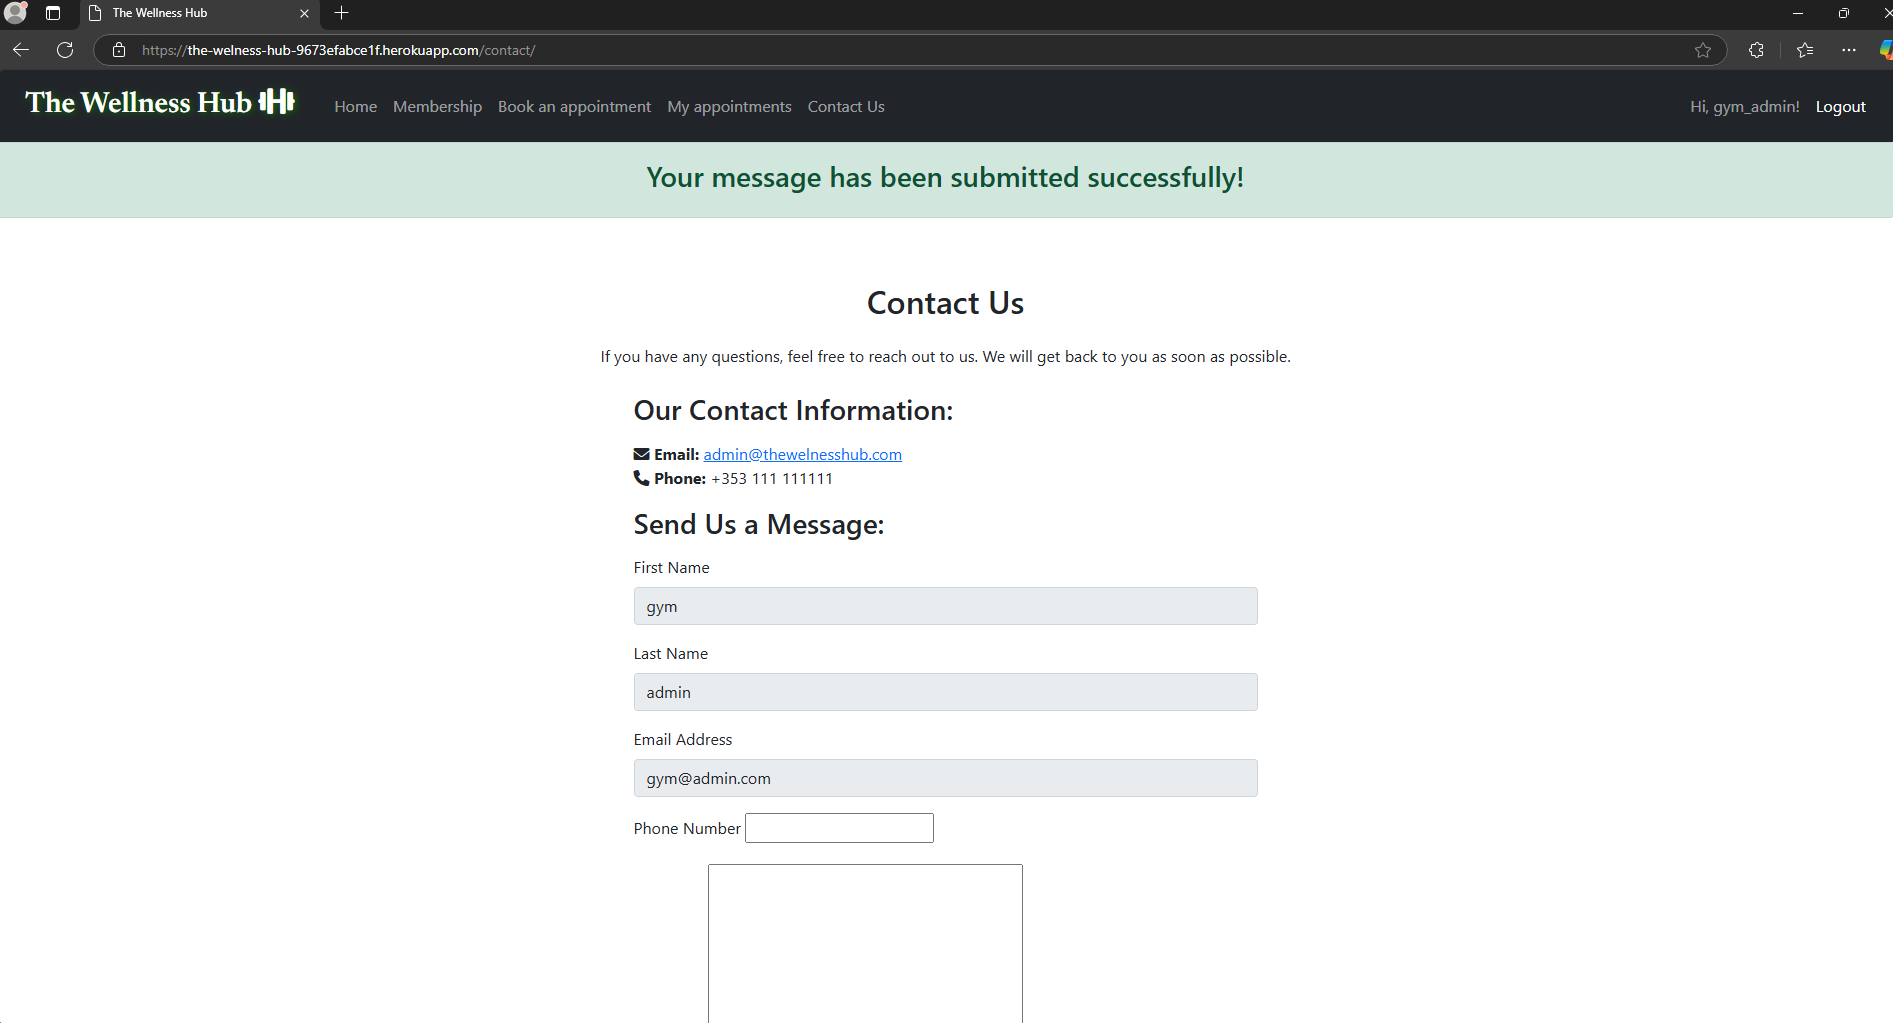 The Wellness Hub
https://the-welness-hub-9673efabce1f.herokuapp.com/contact/
The Wellness Hub
Home Membership Book an appointment My appointments Contact Us Hi, gym_admin! Logout
Your message has been submitted successfully!
Contact Us
If you have any questions, feel free to reach out to us. We will get back to you as soon as possible.
Our Contact Information:
Email: admin@thewelnesshub.com
Phone: +353 111 111111
Send Us a Message:
First Name
gym
Last Name
admin
Email Address
gym@admin.com
Phone Number